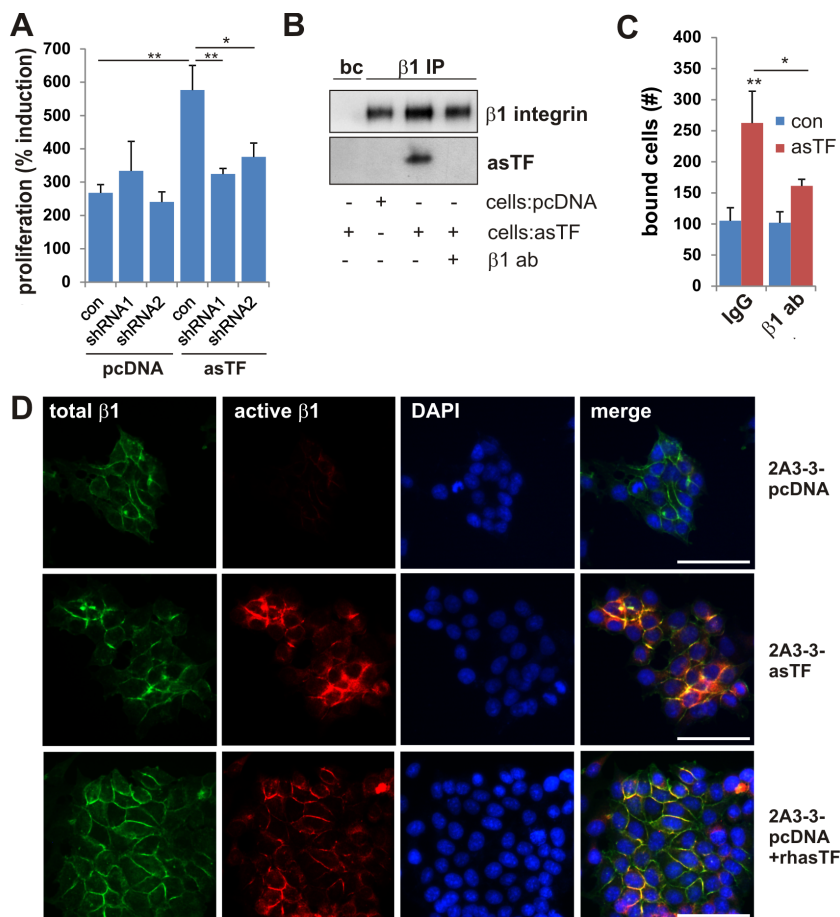 A
proliferation (% induction)
800
700
600
500
400
300
200
100
0
**
**
*
con
shRNA1
shRNA2
con
shRNA1
shRNA2
pcDNA
asTF
B
bc
β1 IP
β1 integrin
asTF
- + - - cells:pcDNA
+ - + + cells:asTF
- - - + β1 ab
C
bound cells (#)
400
350
300
250
200
150
100
50
0
**
*
con
asTF
IgG
β1 ab
D
total β1
active β1
DAPI
merge
2A3-3-
pcDNA
2A3-3-
asTF
2A3-3-
pcDNA
+rhasTF